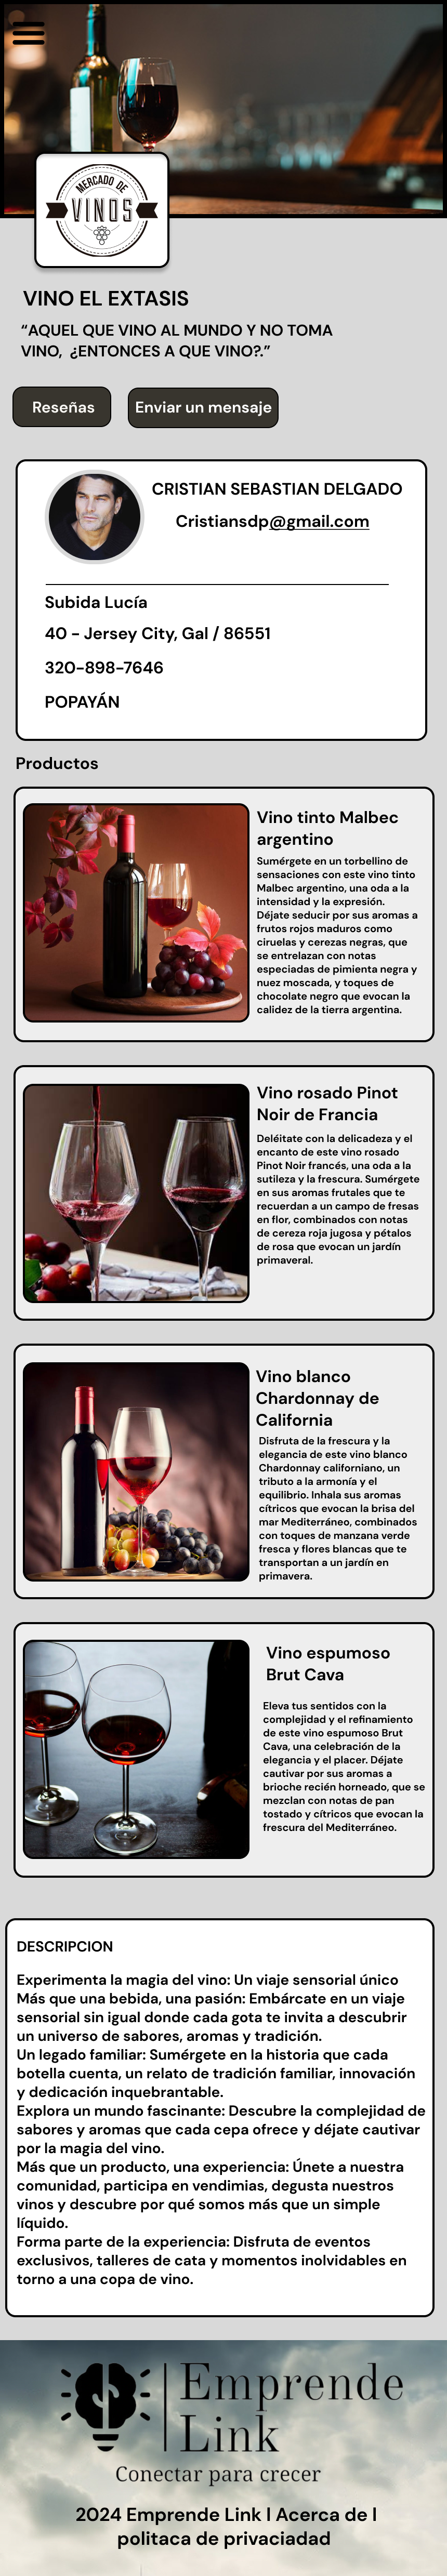 MERCADO DE
VINOS
VINO EL EXTASIS
“AQUEL QUE VINO AL MUNDO Y NO TOMA
VINO, ¿ENTONCES A QUE VINO?.”
Reseñas
Enviar un mensaje
CRISTIAN SEBASTIAN DELGADO
Cristiansdp@gmail.com
Subida Lucía
40 - Jersey City, Gal / 86551
320-898-7646
POPAYÁN
Productos
Vino tinto Malbec
argentino
Sumérgete en un torbellino de
sensaciones con este vino tinto
Malbec argentino, una oda a la
intensidad y la expresión.
Déjate seducir por sus aromas a
frutos rojos maduros como
ciruelas y cerezas negras, que
se entrelazan con notas
especiadas de pimienta negra y
nuez moscada, y toques de
chocolate negro que evocan la
calidez de la tierra argentina.
Vino rosado Pinot
Noir de Francia
Deléitate con la delicadeza y el
encanto de este vino rosado
Pinot Noir francés, una oda a la
sutileza y la frescura. Sumérgete
en sus aromas frutales que te
recuerdan a un campo de fresas
en flor, combinados con notas
de cereza roja jugosa y pétalos
de rosa que evocan un jardín
primaveral.
Vino blanco
Chardonnay de
California
Disfruta de la frescura y la
elegancia de este vino blanco
Chardonnay californiano, un
tributo a la armonía y el
equilibrio. Inhala sus aromas
cítricos que evocan la brisa del
mar Mediterráneo, combinados
con toques de manzana verde
fresca y flores blancas que te
transportan a un jardín en
primavera.
Vino espumoso
Brut Cava
Eleva tus sentidos con la
complejidad y el refinamiento
de este vino espumoso Brut
Cava, una celebración de la
elegancia y el placer. Déjate
cautivar por sus aromas a
brioche recién horneado, que se
mezclan con notas de pan
tostado y cítricos que evocan la
frescura del Mediterráneo.
DESCRIPCION
Experimenta la magia del vino: Un viaje sensorial único
Más que una bebida, una pasión: Embárcate en un viaje
sensorial sin igual donde cada gota te invita a descubrir
un universo de sabores, aromas y tradición.
Un legado familiar: Sumérgete en la historia que cada
botella cuenta, un relato de tradición familiar, innovación
y dedicación inquebrantable.
Explora un mundo fascinante: Descubre la complejidad de
sabores y aromas que cada cepa ofrece y déjate cautivar
por la magia del vino.
Más que un producto, una experiencia: Únete a nuestra
comunidad, participa en vendimias, degusta nuestros
vinos y descubre por qué somos más que un simple
líquido.
Forma parte de la experiencia: Disfruta de eventos
exclusivos, talleres de cata y momentos inolvidables en
torno a una copa de vino.
Emprende
Link
Conectar para crecer
2024 Emprende Link l Acerca de l
politaca de privaciadad